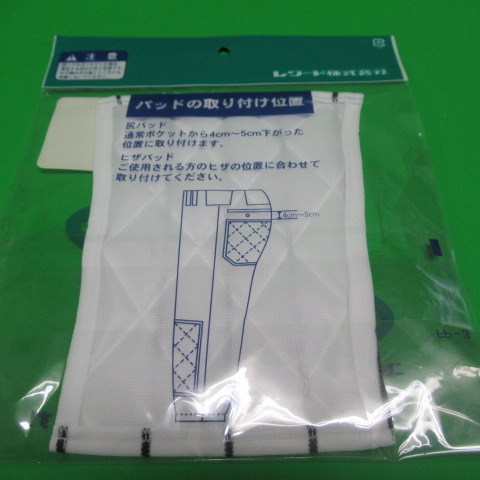 注意
レワード株式会社
パッドの取り付け位置
尻パッド
通常ポケットから4cm〜5cm下がった
位置に取り付けます。
ヒザパッド
ご使用される方のヒザの位置に合わせて
取り付けてください。
4cm〜5cm